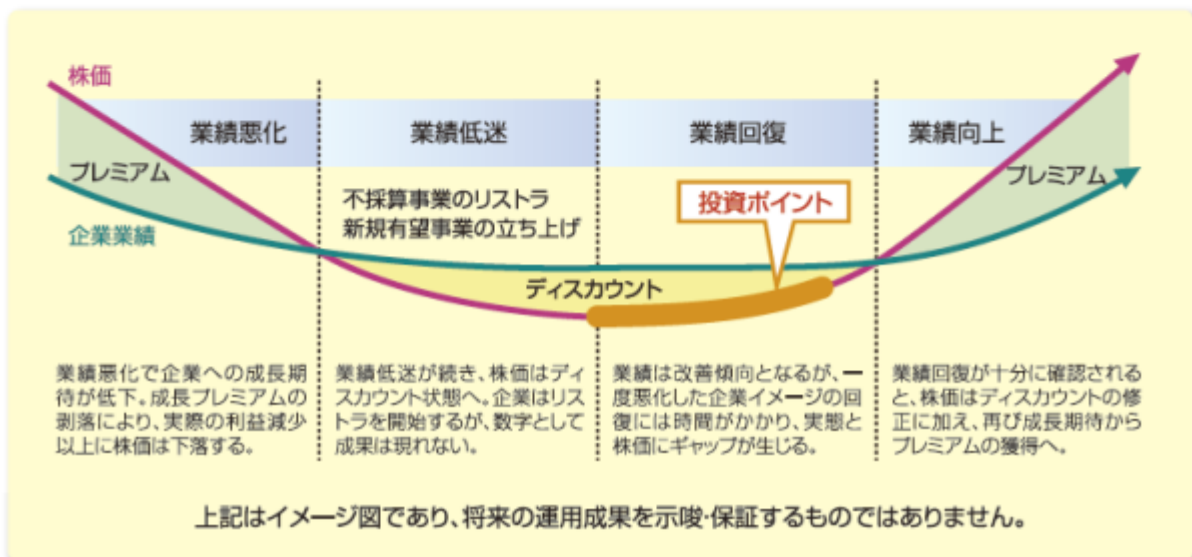 株価
業績悪化
業績低迷
業績回復
業績向上
プレミアム
企業業績
不採算事業のリストラ
新規有望事業の立ち上げ
投資ポイント
プレミアム
ディスカウント
業績悪化で企業への成長期
待が低下。成長プレミアムの
剥落により、実際の利益減少
以上に株価は下落する。
業績低迷が続き、株価はディ
スカウント状態へ。企業はリス
トラを開始するが、数字として
成果は現れない。
業績は改善傾向となるが、一
度悪化した企業イメージの回
復には時間がかかり、実態と
株価にギャップが生じる。
業績回復が十分に確認される
と、株価はディスカウントの修
正に加え、再び成長期待から
プレミアムの獲得へ。
上記はイメージ図であり、将来の運用成果を示唆・保証するものではありません。